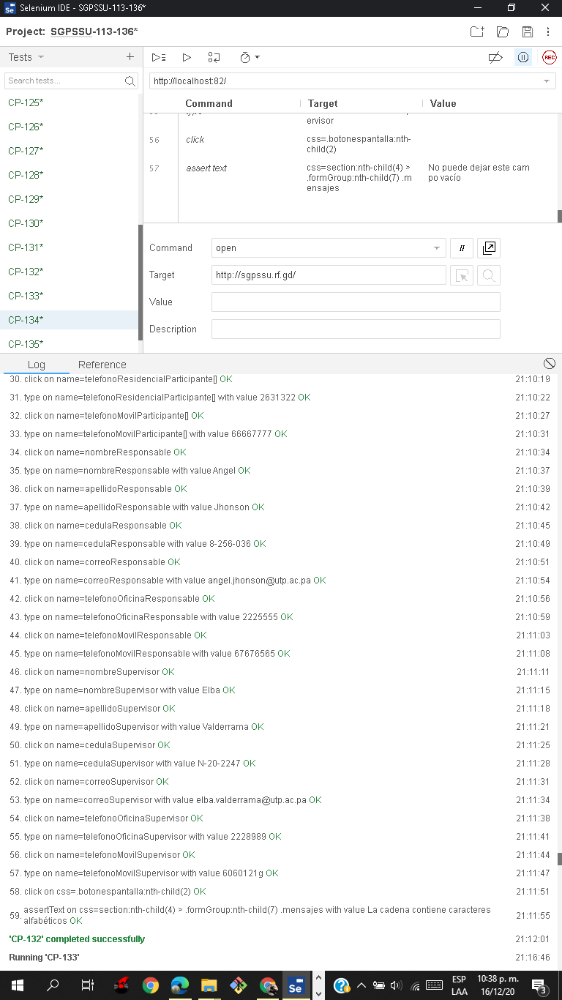 Selenium IDE - SGPSSU-113-136*
Project: SGPSSU-113-136*
Tests
Search tests...
CP-125*
CP-126*
CP-127*
CP-128*
CP-129*
CP-130*
CP-131*
CP-132*
CP-133*
CP-134*
CP-135*
REC
http://localhost:82/
Command Target Value
ervisor
56 click css=.botonespantalla:nth-
child(2)
57 assert text css=section:nth-child(4) > No puede dejar este cam
.formGroup:nth-child(7) .m po vacío
ensajes
Command open //
Target http://sgpssu.rf.gd/
Value
Description
Log Reference
30. click on name=telefonoResidencialParticipante[] OK 21:10:19
31. type on name=telefonoResidencialParticipante[] with value 2631322 OK 21:10:22
32. click on name=telefonoMovilParticipante[] OK 21:10:27
33. type on name=telefonoMovilParticipante[] with value 66667777 OK 21:10:31
34. click on name=nombreResponsable OK 21:10:34
35. type on name=nombreResponsable with value Angel OK 21:10:37
36. click on name=apellidoResponsable OK 21:10:39
37. type on name=apellidoResponsable with value Jhonson OK 21:10:42
38. click on name=cedulaResponsable OK 21:10:45
39. type on name=cedulaResponsable with value 8-256-036 OK 21:10:49
40. click on name=correoResponsable OK 21:10:51
41. type on name=correoResponsable with value angel.jhonson@utp.ac.pa OK 21:10:54
42. click on name=telefonoOficinaResponsable OK 21:10:56
43. type on name=telefonoOficinaResponsable with value 2225555 OK 21:10:59
44. click on name=telefonoMovilResponsable OK 21:11:03
45. type on name=telefonoMovilResponsable with value 67676565 OK 21:11:08
46. click on name=nombreSupervisor OK 21:11:11
47. type on name=nombreSupervisor with value Elba OK 21:11:15
48. click on name=apellidoSupervisor OK 21:11:18
49. type on name=apellidoSupervisor with value Valderrama OK 21:11:21
50. click on name=cedulaSupervisor OK 21:11:25
51. type on name=cedulaSupervisor with value N-20-2247 OK 21:11:28
52. click on name=correoSupervisor OK 21:11:31
53. type on name=correoSupervisor with value elba.valderrama@utp.ac.pa OK 21:11:34
54. click on name=telefonoOficinaSupervisor OK 21:11:38
55. type on name=telefonoOficinaSupervisor with value 2228989 OK 21:11:41
56. click on name=telefonoMovilSupervisor OK 21:11:44
57. type on name=telefonoMovilSupervisor with value 6060121g OK 21:11:47
58. click on css=.botonespantalla:nth-child(2) OK 21:11:51
59. assertText on css=section:nth-child(4) > .formGroup:nth-child(7) .mensajes with value La cadena contiene caracteres 21:11:55
alfabéticos OK
'CP-132' completed successfully 21:12:01
Running 'CP-133' 21:16:46
Se
ESP 10:38 p. m.
LAA 16/12/20
3